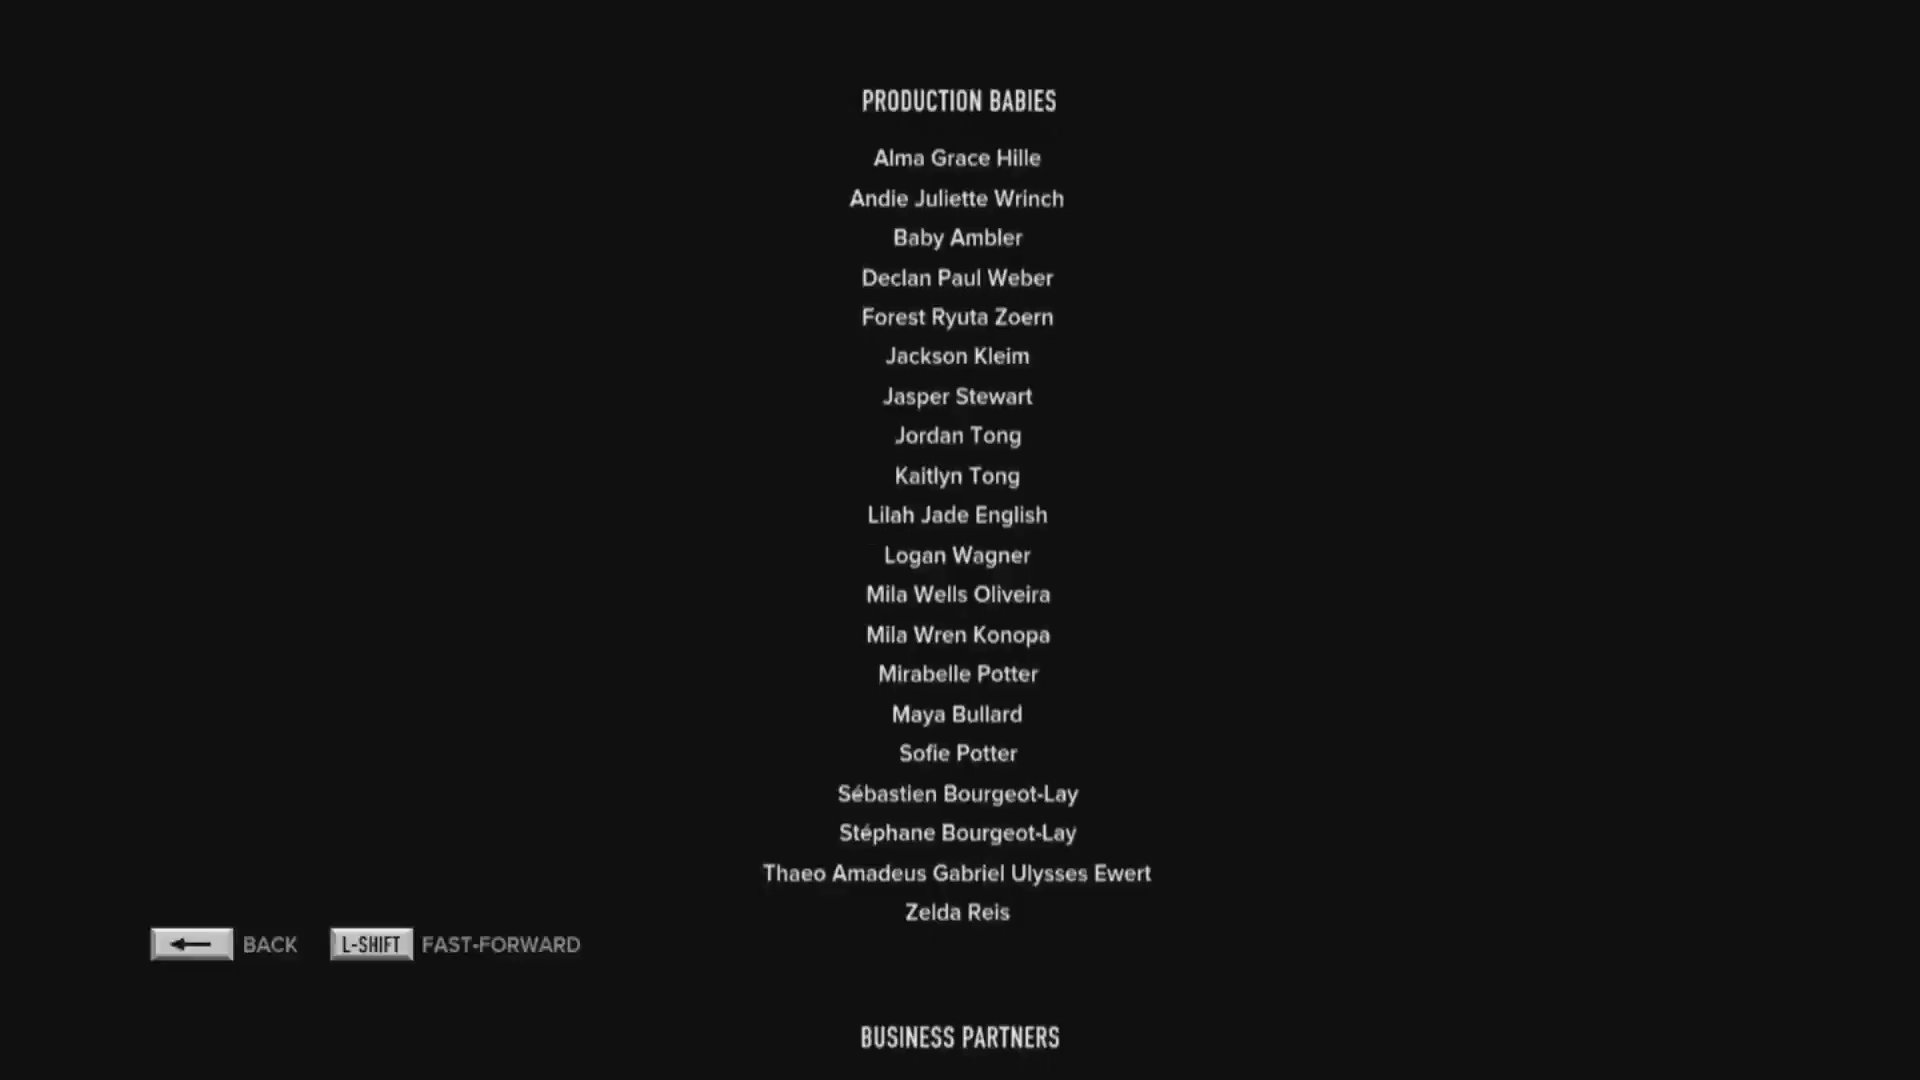 PRODUCTION BABIES
Alma Grace Hille
Andie Juliette Wrinch
Baby Ambler
Declan Paul Weber
Forest Ryuta Zoern
Jackson Kleim
Jasper Stewart
Jordan Tong
Kaitlyn Tong
Lilah Jade English
Logan Wagner
Mila Wells Oliveira
Mila Wren Konopa
Mirabelle Potter
Maya Bullard
Sofie Potter
Sébastien Bourgeot-Lay
Stéphane Bourgeot-Lay
Thaeo Amadeus Gabriel Ulysses Ewert
Zelda Reis
BACK L-SHIFT FAST-FORWARD
BUSINESS PARTNERS